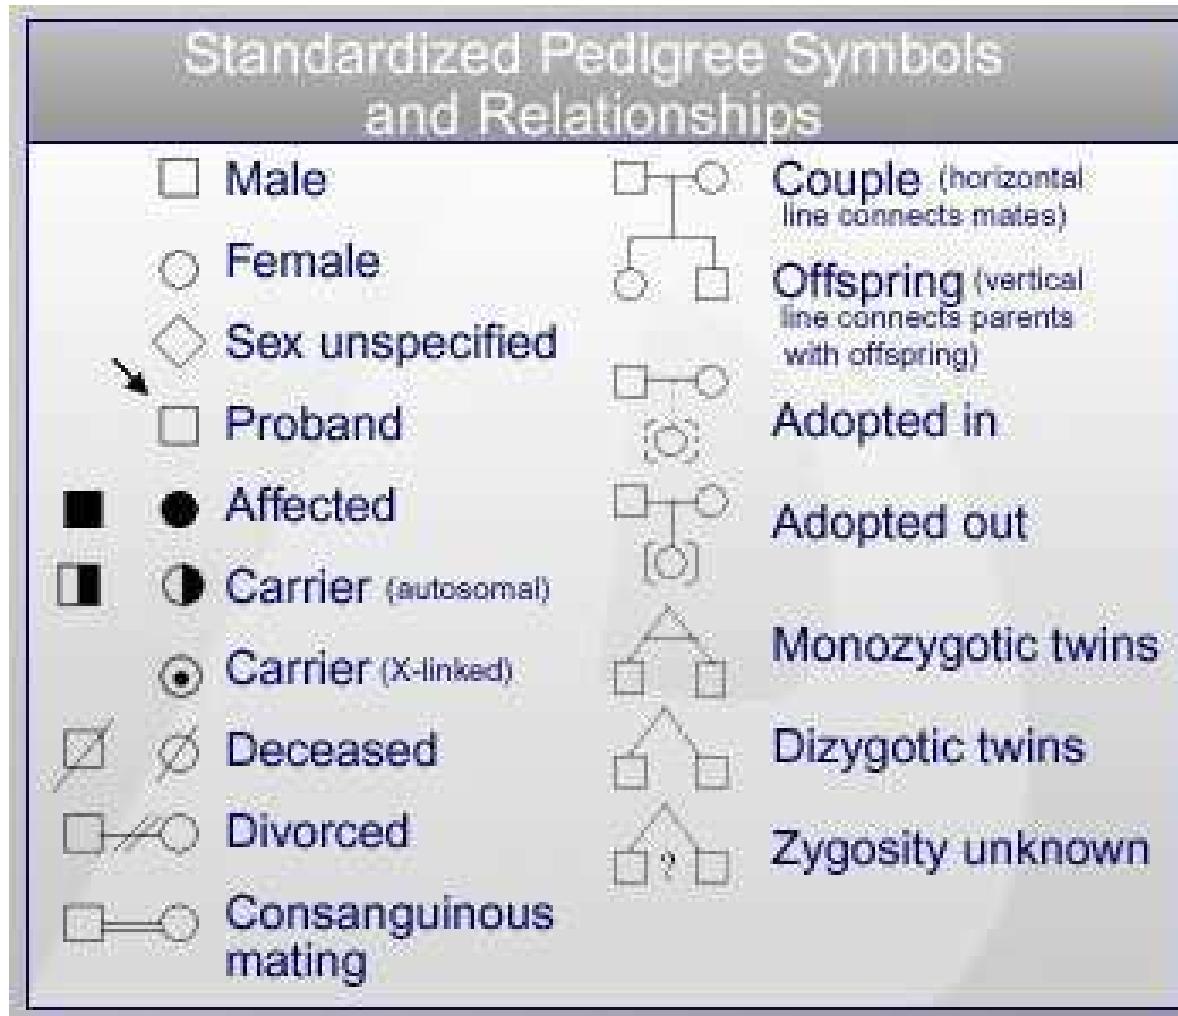 Standardized Pedigree Symbols
and Relationships
Male
Female
Sex unspecified
Proband
Affected
Carrier (autosomal)
Carrier (X-linked)
Deceased
Divorced
Consanguinous
mating
Couple (horizontal
line connects mates)
Offspring (vertical
line connects parents
with offspring)
Adopted in
Adopted out
Monozygotic twins
Dizygotic twins
?
Zygosity unknown